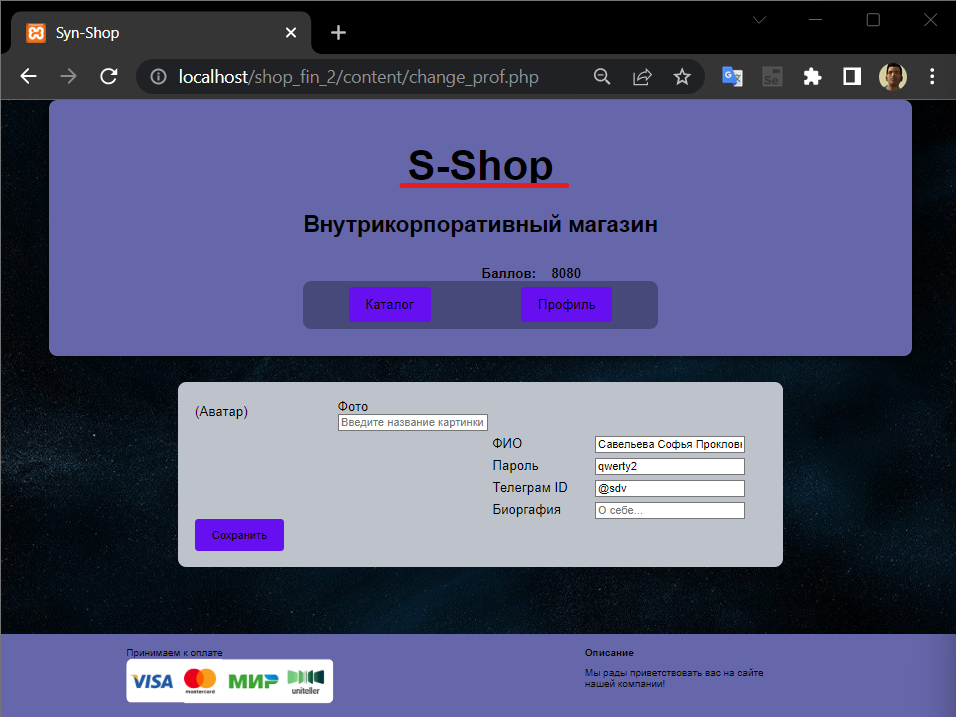 Syn-Shop
localhost/shop_fin_2/content/change_prof.php
S-Shop
Внутрикорпоративный магазин
Баллов: 8080
Каталог Профиль
(Аватар)
Фото
Введите название картинки
ФИО Савельева Софья Проклов
Пароль qwerty2
Телеграм ID @sdv
Биоргафия О себе...
Сохранить
Принимаем к оплате
VISA mastercard МИР uniteller
Описание
Мы рады приветствовать вас на сайте
нашей компании!